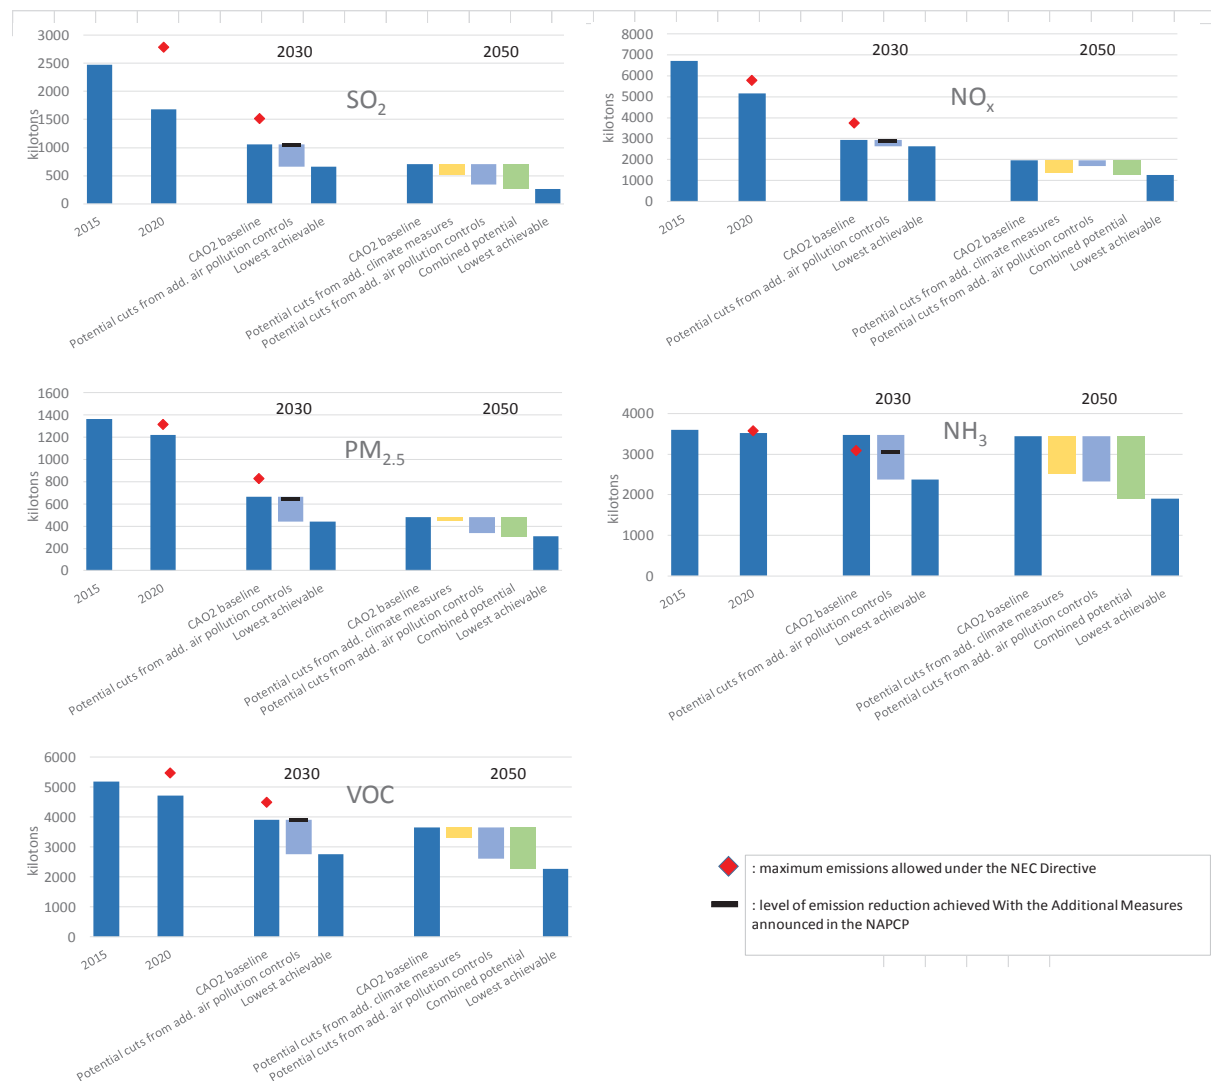 3000
2500
2000
1500
1000
500
0
kilotons
2030
2050
SO2
2015
2020
CAO2 baseline
Potential cuts from add. air pollution controls
Lowest achievable
CAO2 baseline
Potential cuts from add. climate measures
Potential cuts from add. air pollution controls
Combined potential
Lowest achievable
8000
7000
6000
5000
4000
3000
2000
1000
0
kilotons
2030
2050
NOx
2015
2020
CAO2 baseline
Potential cuts from add. air pollution controls
Lowest achievable
CAO2 baseline
Potential cuts from add. climate measures
Potential cuts from add. air pollution controls
Combined potential
Lowest achievable
1600
1400
1200
1000
800
600
400
200
0
kilotons
2030
2050
PM2.5
2015
2020
CAO2 baseline
Potential cuts from add. air pollution controls
Lowest achievable
CAO2 baseline
Potential cuts from add. climate measures
Potential cuts from add. air pollution controls
Combined potential
Lowest achievable
4000
3000
2000
1000
0
kilotons
2030
2050
NH3
2015
2020
CAO2 baseline
Potential cuts from add. air pollution controls
Lowest achievable
CAO2 baseline
Potential cuts from add. climate measures
Potential cuts from add. air pollution controls
Combined potential
Lowest achievable
6000
5000
4000
3000
2000
1000
0
kilotons
2030
2050
VOC
2015
2020
CAO2 baseline
Potential cuts from add. air pollution controls
Lowest achievable
CAO2 baseline
Potential cuts from add. climate measures
Potential cuts from add. air pollution controls
Combined potential
Lowest achievable
: maximum emissions allowed under the NEC Directive
: level of emission reduction achieved With the Additional Measures
announced in the NAPCP